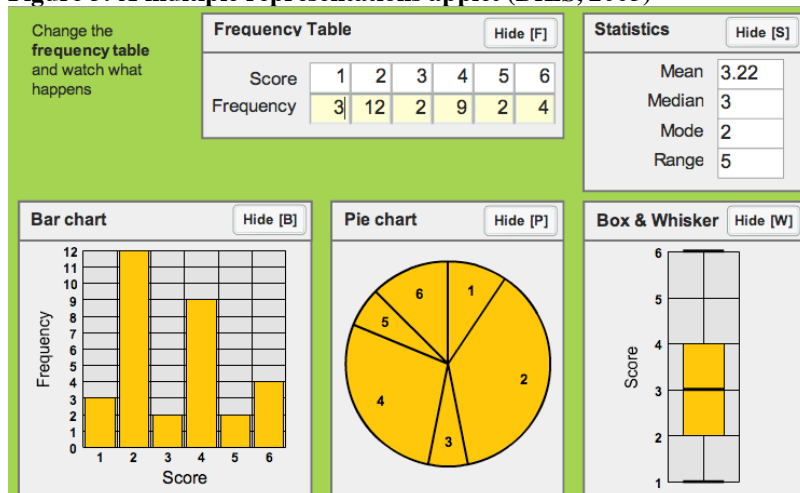 Change the
frequency table
and watch what
happens
Frequency Table
Hide [F]
Score 1 2 3 4 5 6
Frequency 3 12 2 9 2 4
Statistics
Hide [S]
Mean 3.22
Median 3
Mode 2
Range 5
Bar chart
Hide [B]
12
11
10
9
8
7
6
5
4
3
2
1
0
Frequency
1 2 3 4 5 6
Score
Pie chart
Hide [P]
1
2
3
4
5
6
Box & Whisker
Hide [W]
6
5
4
3
2
1
Score